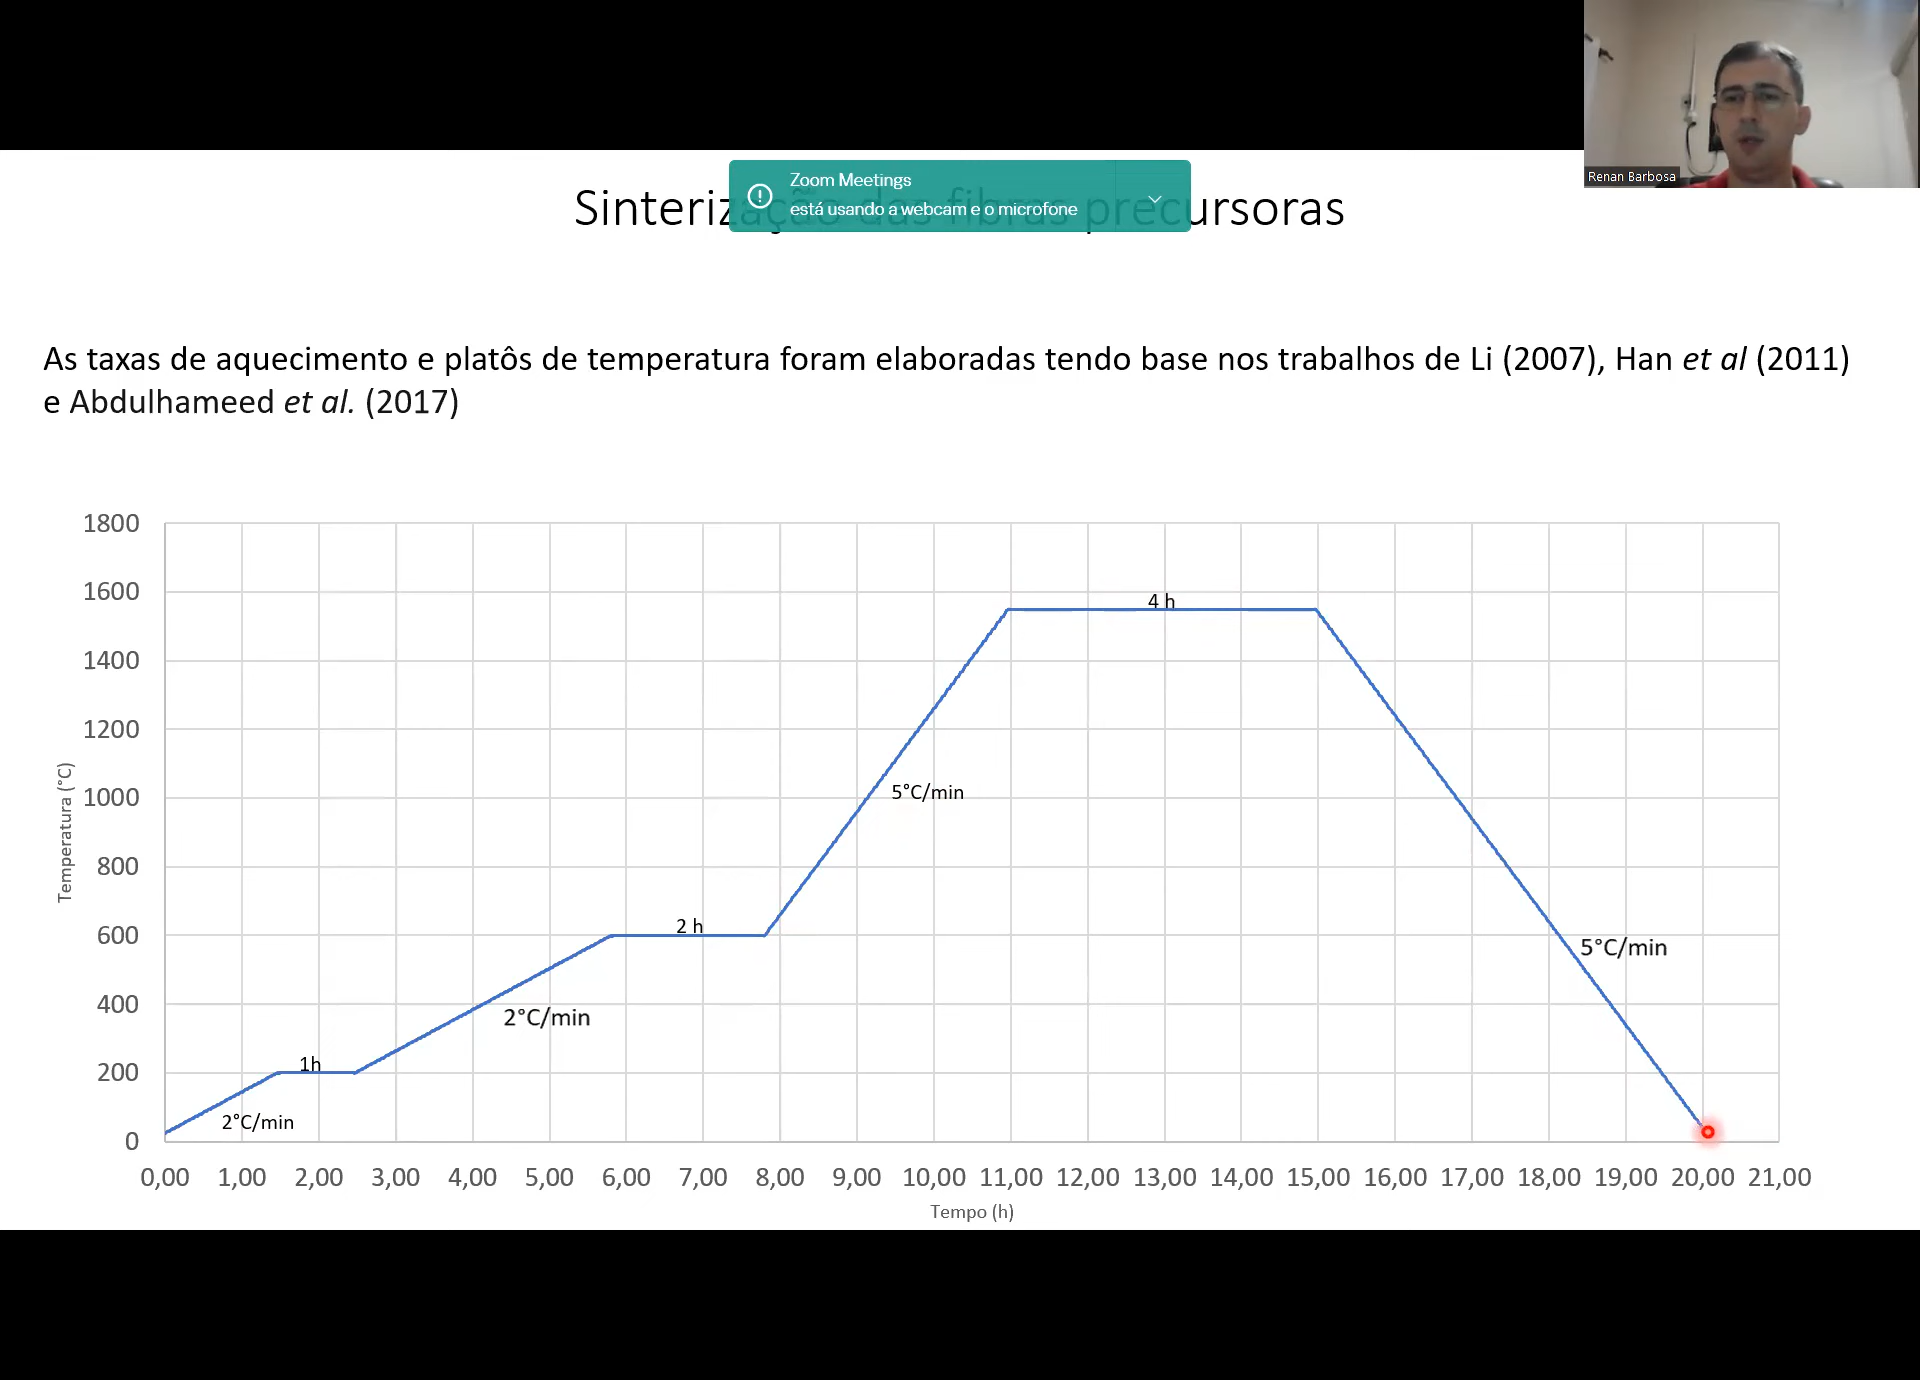 Renan Barbosa
Zoom Meetings
está usando a webcam e o microfone
Sinterização das fibras precursoras
As taxas de aquecimento e platôs de temperatura foram elaboradas tendo base nos trabalhos de Li (2007), Han et al (2011)
e Abdulhameed et al. (2017)
1800
1600
1400
1200
1000
800
600
400
200
0
Temperatura (°C)
2°C/min
1h
2°C/min
2 h
5°C/min
4 h
5°C/min
0,00 1,00 2,00 3,00 4,00 5,00 6,00 7,00 8,00 9,00 10,00 11,00 12,00 13,00 14,00 15,00 16,00 17,00 18,00 19,00 20,00 21,00
Tempo (h)